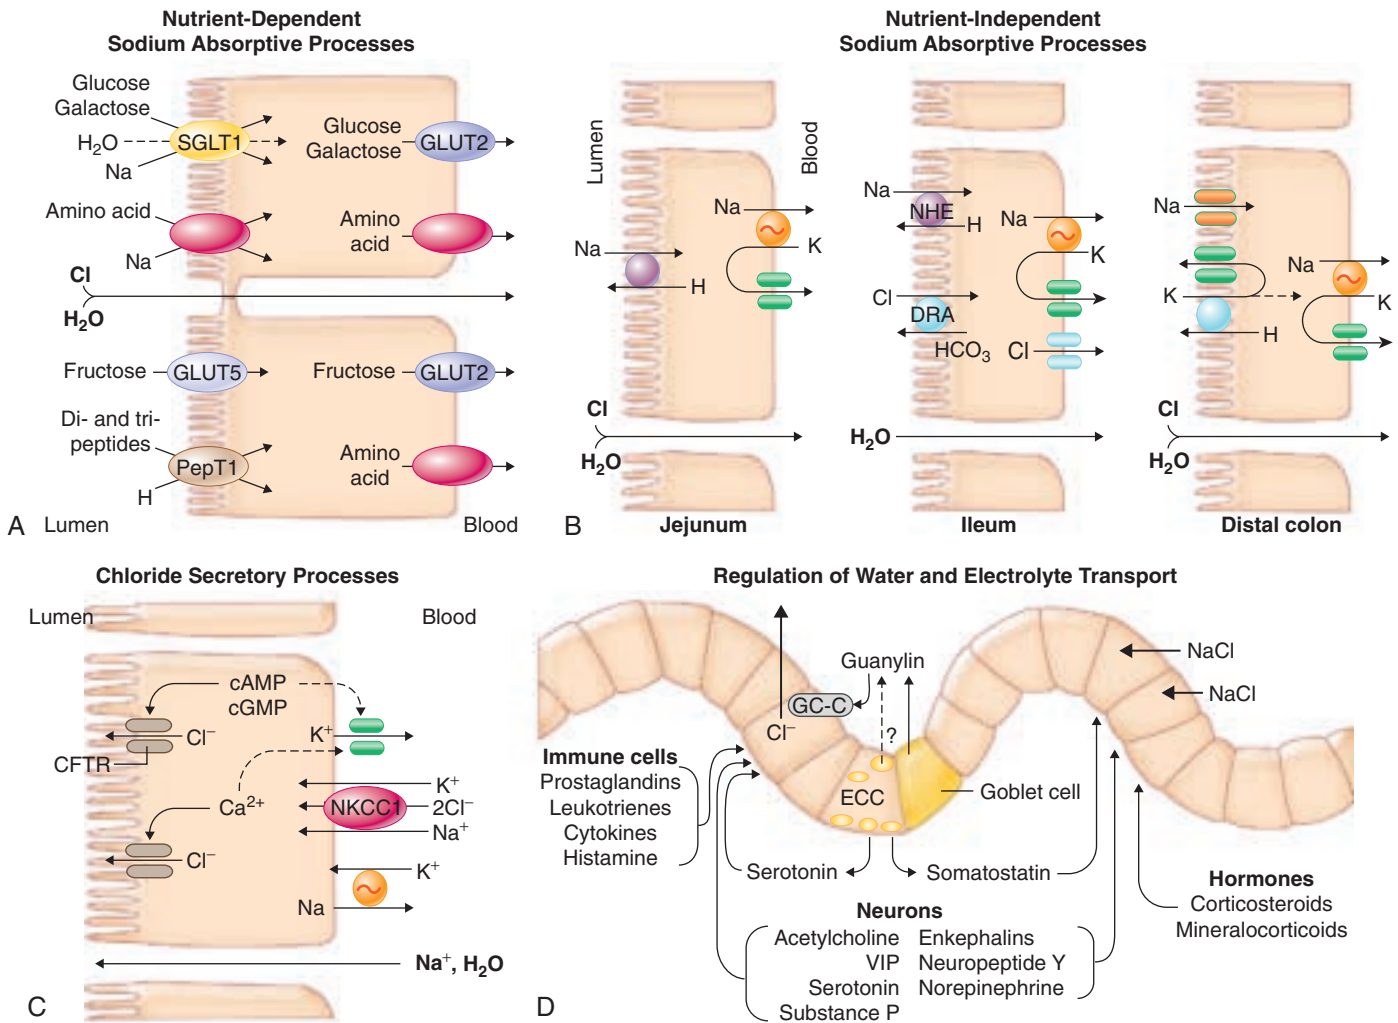 Nutrient-Dependent
Sodium Absorptive Processes
Glucose
Galactose
H₂O
Na
SGLT1
Glucose
Galactose
GLUT2
Amino acid
Na
Amino
acid
Cl
H₂O
Fructose
GLUT5
Fructose
GLUT2
Di- and tri-
peptides
PepT1
H
Amino
acid
A
Lumen
Blood
Nutrient-Independent
Sodium Absorptive Processes
Lumen
Blood
Na
K
Na
H
Cl
H₂O
Jejunum
Na
NHE
H
Na
K
Cl
DRA
HCO₃
Cl
H₂O
Ileum
Na
Na
K
K
H
Cl
H₂O
Distal colon
B
Chloride Secretory Processes
Lumen
Blood
cAMP
cGMP
Cl⁻
K⁺
CFTR
Ca²⁺
K⁺
NKCC1
2Cl⁻
Na⁺
Cl⁻
K⁺
Na
Na⁺, H₂O
C
Regulation of Water and Electrolyte Transport
Guanylin
GC-C
Cl⁻
?
NaCl
NaCl
Immune cells
Prostaglandins
Leukotrienes
Cytokines
Histamine
ECC
Goblet cell
Serotonin
Somatostatin
Hormones
Corticosteroids
Mineralocorticoids
Neurons
Acetylcholine
Enkephalins
VIP
Neuropeptide Y
Serotonin
Norepinephrine
Substance P
D